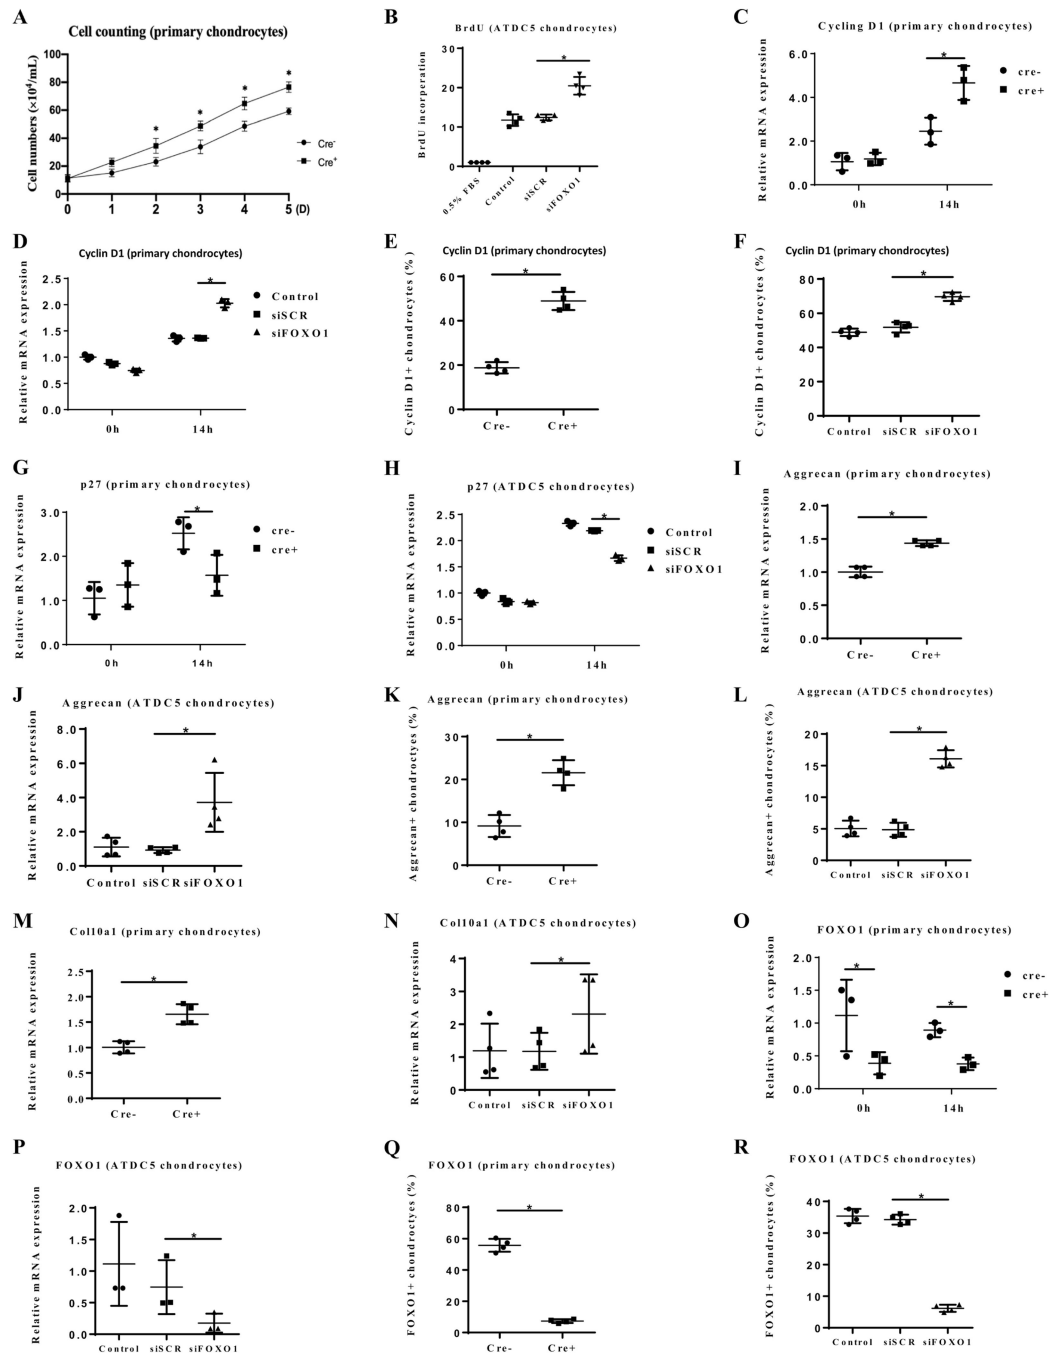 A
Cell counting (primary chondrocytes)
Cell numbers (×10⁴/mL)
100
80
60
40
20
0
0 1 2 3 4 5 (D)
* * * *
Cre-
Cre+
B
BrdU (ATDC5 chondrocytes)
BrdU incorperation
30
20
10
0
*
0.5% FBS
Control
siSCR
siFOXO1
C
Cycling D1 (primary chondrocytes)
Relative mRNA expression
6.0
4.0
2.0
0.0
*
0h 14h
cre-
cre+
D
Cyclin D1 (primary chondrocytes)
Relative mRNA expression
2.5
2.0
1.5
1.0
0.5
0.0
*
0h 14h
Control
siSCR
siFOXO1
E
Cyclin D1 (primary chondrocytes)
Cyclin D1+ chondrocytes (%)
60
40
20
0
*
Cre- Cre+
F
Cyclin D1 (primary chondrocytes)
Cyclin D1+ chondrocytes (%)
80
60
40
20
0
*
Control siSCR siFOXO1
G
p27 (primary chondrocytes)
Relative mRNA expression
3.0
2.0
1.0
0.0
*
0h 14h
cre-
cre+
H
p27 (ATDC5 chondrocytes)
Relative mRNA expression
2.5
2.0
1.5
1.0
0.5
0.0
*
0h 14h
Control
siSCR
siFOXO1
I
Aggrecan (primary chondrocytes)
Relative mRNA expression
2.0
1.5
1.0
0.5
0.0
*
Cre- Cre+
J
Aggrecan (ATDC5 chondrocytes)
Relative mRNA expression
8.0
6.0
4.0
2.0
0.0
*
Control siSCR siFOXO1
K
Aggrecan (primary chondrocytes)
Aggrecan+ chondroctyes (%)
30
20
10
0
*
Cre- Cre+
L
Aggrecan (ATDC5 chondrocytes)
Aggrecan+ chondrocytes (%)
20
15
10
5
0
*
Control siSCR siFOXO1
M
Col10a1 (primary chondrocytes)
Relative mRNA expression
2.5
2.0
1.5
1.0
0.5
0.0
*
Cre- Cre+
N
Col10a1 (ATDC5 chondrocytes)
Relative mRNA expression
4
3
2
1
0
*
Control siSCR siFOXO1
O
FOXO1 (primary chondrocytes)
Relative mRNA expression
2.0
1.5
1.0
0.5
0.0
* *
0h 14h
cre-
cre+
P
FOXO1 (ATDC5 chondrocytes)
Relative mRNA expression
2.0
1.5
1.0
0.5
0.0
*
Control siSCR siFOXO1
Q
FOXO1 (primary chondrocytes)
FOXO1+ chondroctyes (%)
80
60
40
20
0
*
Cre- Cre+
R
FOXO1 (ATDC5 chondrocytes)
FOXO1+ chondrocytes (%)
40
30
20
10
0
*
Control siSCR siFOXO1